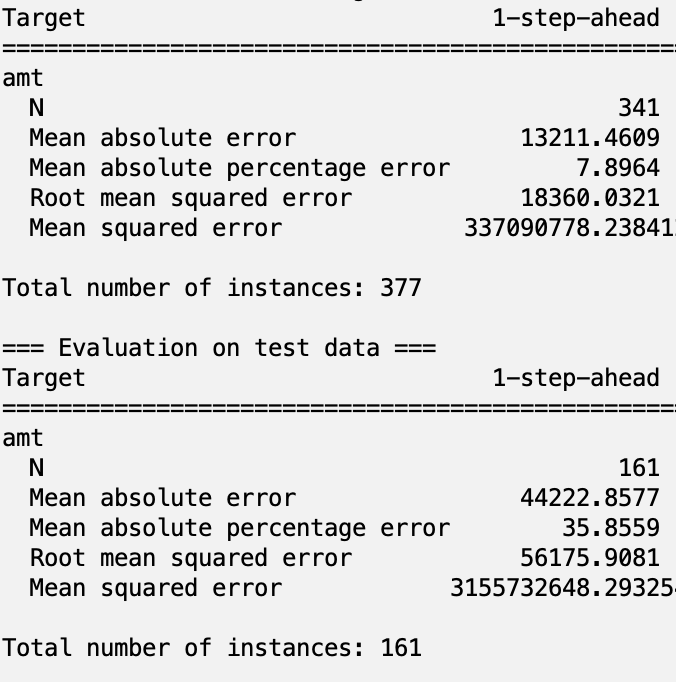 Target 1-step-ahead
================================================
amt
N 341
Mean absolute error 13211.4609
Mean absolute percentage error 7.8964
Root mean squared error 18360.0321
Mean squared error 337090778.23841
Total number of instances: 377
=== Evaluation on test data ===
Target 1-step-ahead
================================================
amt
N 161
Mean absolute error 44222.8577
Mean absolute percentage error 35.8559
Root mean squared error 56175.9081
Mean squared error 3155732648.29325
Total number of instances: 161